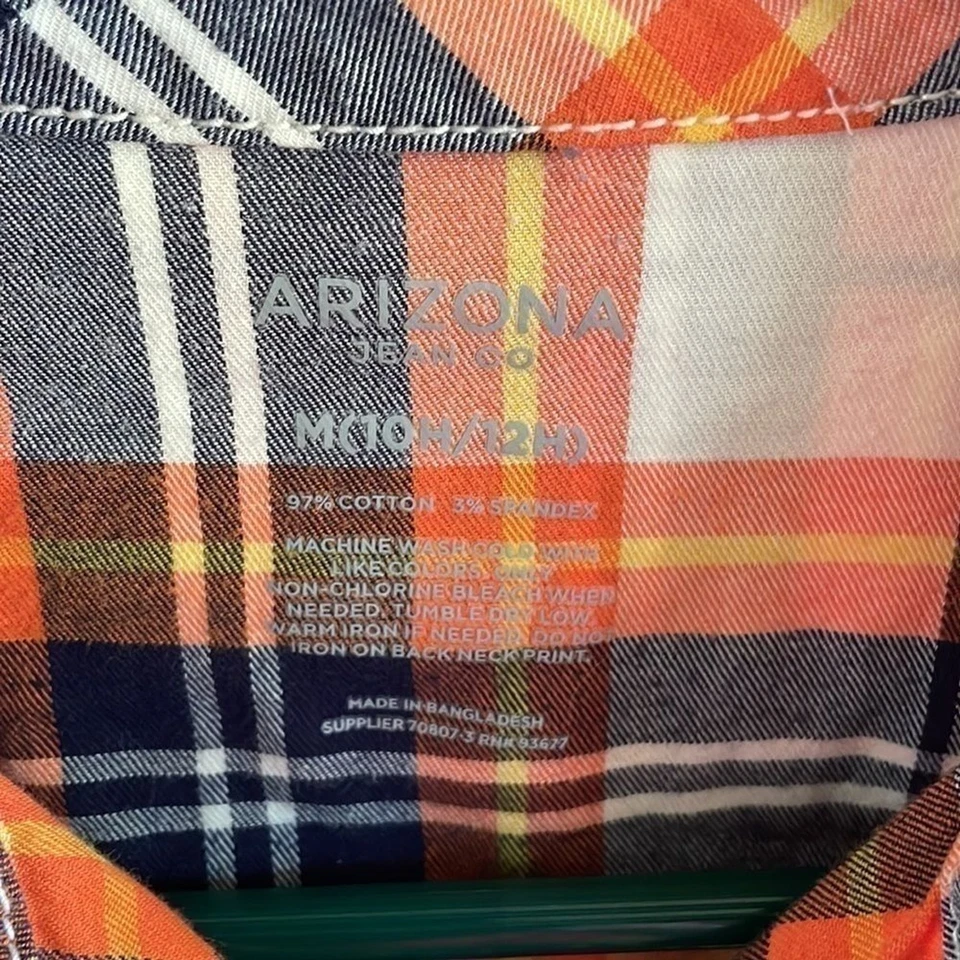 ARIZONA
JEAN CO
M(10H/12H)
97% COTTON 3% SPANDEX
MACHINE WASH COLD WITH
LIKE COLORS. ONLY
NON-CHLORINE BLEACH WHEN
NEEDED. TUMBLE DRY LOW.
WARM IRON IF NEEDED. DO NOT
IRON ON BACK NECK PRINT.
MADE IN BANGLADESH
SUPPLIER 70807-3 RN# 93677